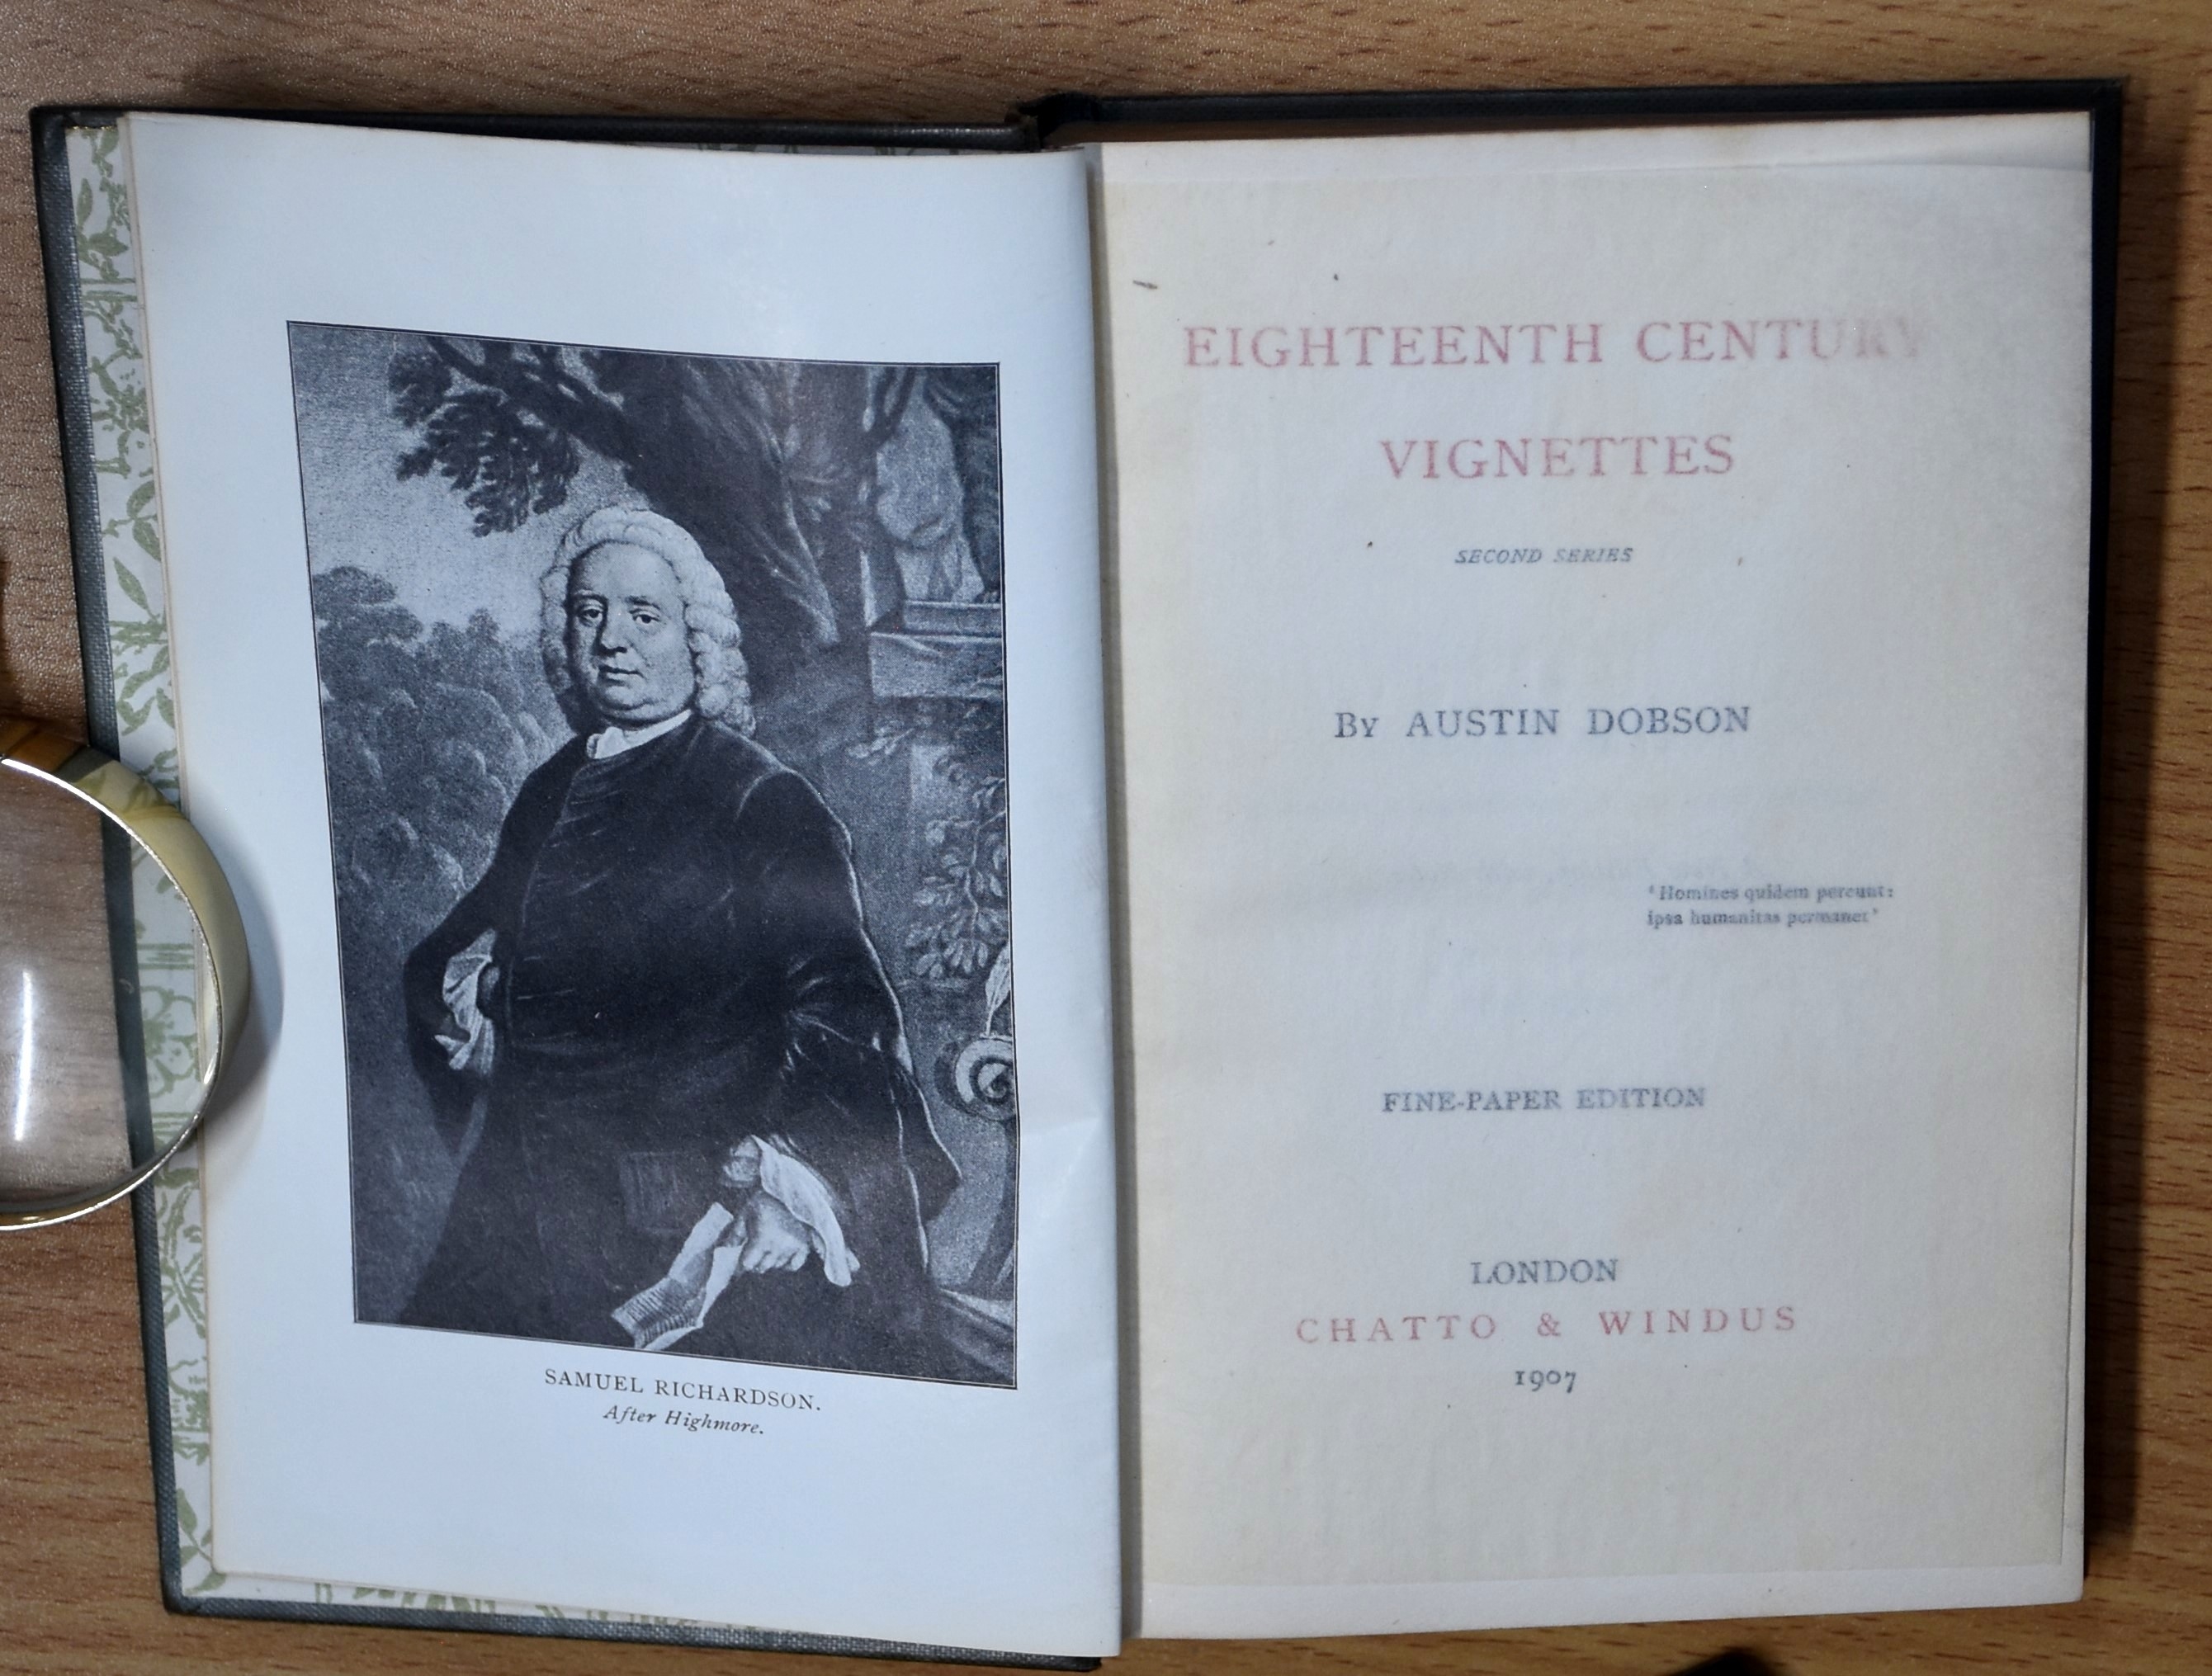 SAMUEL RICHARDSON.
After Highmore.
EIGHTEENTH CENTURY
VIGNETTES
SECOND SERIES
By AUSTIN DOBSON
‘Homines quidem pereunt:
ipsa humanitas permanet’
FINE-PAPER EDITION
LONDON
CHATTO & WINDUS
1907